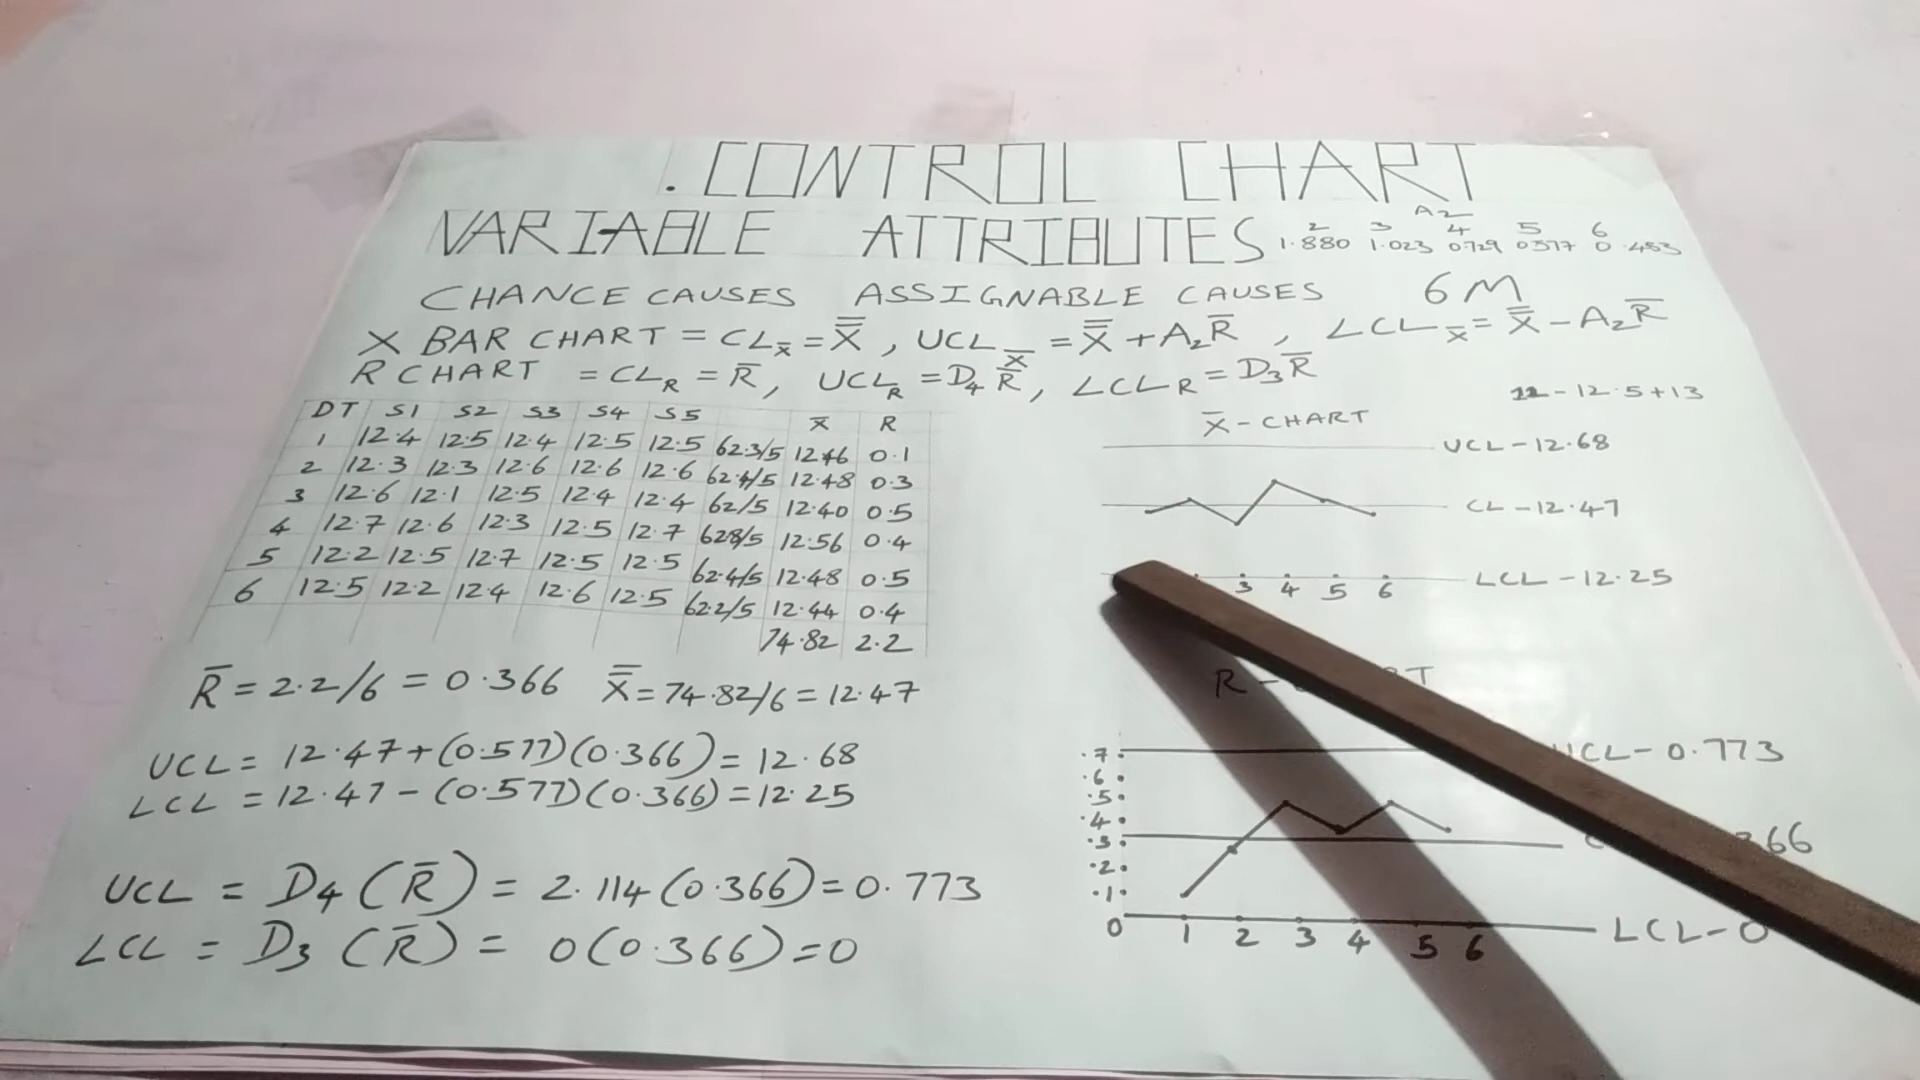 . CONTROL CHART
VARIABLE ATTRIBUTES
A2
2 3 4 5 6
1.880 1.023 0.729 0.577 0.483
CHANCE CAUSES ASSIGNABLE CAUSES 6M
X BAR CHART = CL_X̄ = X̿, UCL_X̄ = X̿ + A₂R̄, LCL_X̄ = X̿ - A₂R̄
R CHART = CL_R = R̄, UCL_R = D₄R̄, LCL_R = D₃R̄
DT S1 S2 S3 S4 S5 X̄ R
1 12.4 12.5 12.4 12.5 12.5 62.3/5 12.46 0.1
2 12.3 12.3 12.6 12.6 12.6 62.4/5 12.48 0.3
3 12.6 12.1 12.5 12.4 12.4 62/5 12.40 0.5
4 12.7 12.6 12.3 12.5 12.7 628/5 12.56 0.4
5 12.2 12.5 12.7 12.5 12.5 62.4/5 12.48 0.5
6 12.5 12.2 12.4 12.6 12.5 62.2/5 12.44 0.4
74.82 2.2
R̄ = 2.2/6 = 0.366 X̿ = 74.82/6 = 12.47
UCL = 12.47+(0.577)(0.366) = 12.68
LCL = 12.47-(0.577)(0.366) = 12.25
UCL = D₄(R̄) = 2.114(0.366) = 0.773
LCL = D₃(R̄) = 0(0.366) = 0
- 12.5+13
X̄ - CHART
UCL - 12.68
CL - 12.47
LCL - 12.25
3 4 5 6
R -
.7 UCL - 0.773
.6
.5
.4
.3 66
.2
.1
0 LCL - 0
1 2 3 4 5 6